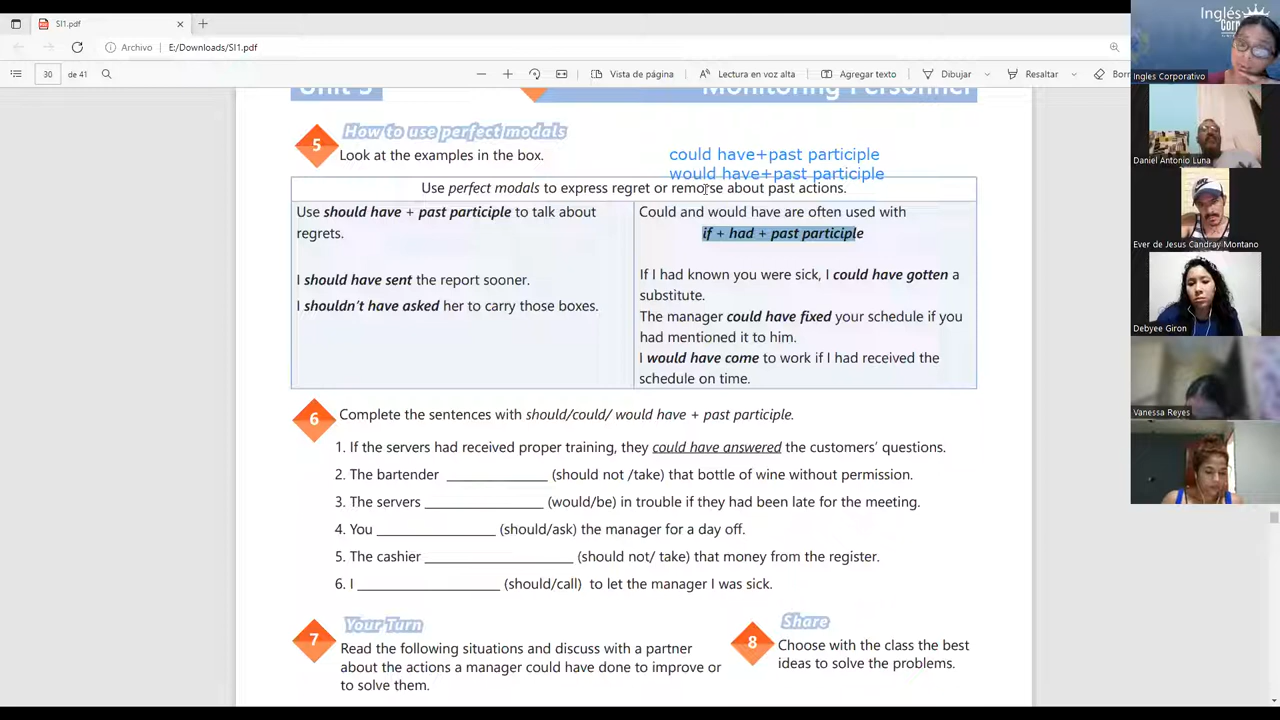 SI1.pdf
Archivo
E:/Downloads/SI1.pdf
30
de 41
Vista de página
Lectura en voz alta
Agregar texto
Dibujar
Resaltar
Inglés
Unit 5
Monitoring Personnel
5
How to use perfect modals
Look at the examples in the box.
could have+past participle
would have+past participle
Use perfect modals to express regret or remorse about past actions.
Use should have + past participle to talk about
regrets.
I should have sent the report sooner.
I shouldn't have asked her to carry those boxes.
Could and would have are often used with
if + had + past participle
If I had known you were sick, I could have gotten a
substitute.
The manager could have fixed your schedule if you
had mentioned it to him.
I would have come to work if I had received the
schedule on time.
6
Complete the sentences with should/could/ would have + past participle.
1. If the servers had received proper training, they could have answered the customers' questions.
2. The bartender ____________ (should not /take) that bottle of wine without permission.
3. The servers ______________ (would/be) in trouble if they had been late for the meeting.
4. You ______________ (should/ask) the manager for a day off.
5. The cashier _________________ (should not/ take) that money from the register.
6. I _________________ (should/call) to let the manager I was sick.
7
Your Turn
Read the following situations and discuss with a partner
about the actions a manager could have done to improve or
to solve them.
8
Share
Choose with the class the best
ideas to solve the problems.
Ingles Corporativo
Daniel Antonio Luna
Ever de Jesus Candray Montano
Debyee Giron
Vanessa Reyes